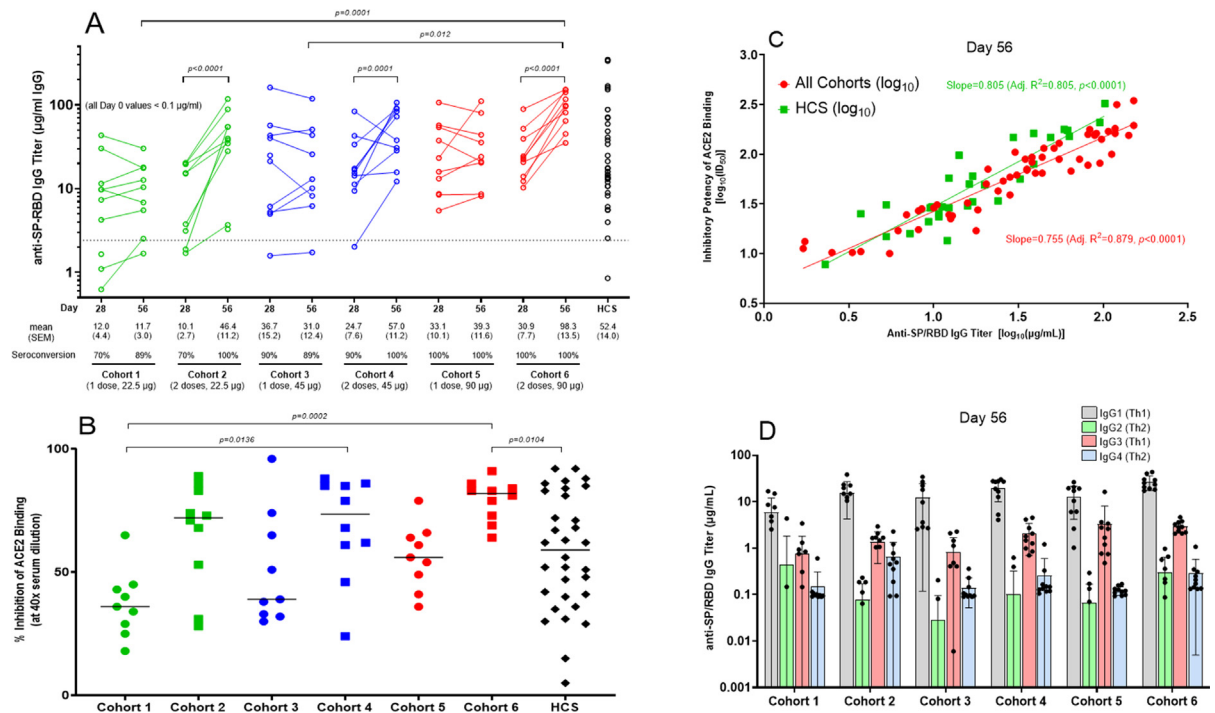 A
p=0.0001
p=0.012
p<0.0001
p=0.0001
p<0.0001
(all Day 0 values < 0.1 µg/ml)
anti-SP-RBD IgG Titer (µg/ml IgG)
100
10
1
Day 28 56 28 56 28 56 28 56 28 56 28 56 HCS
mean 12.0 11.7 10.1 46.4 36.7 31.0 24.7 57.0 33.1 39.3 30.9 98.3 52.4
(SEM) (4.4) (3.0) (2.7) (11.2) (15.2) (12.4) (7.6) (11.2) (10.1) (11.6) (7.7) (13.5) (14.0)
Seroconversion 70% 89% 70% 100% 90% 89% 90% 100% 100% 100% 100% 100%
Cohort 1 Cohort 2 Cohort 3 Cohort 4 Cohort 5 Cohort 6
(1 dose, 22.5 µg) (2 doses, 22.5 µg) (1 dose, 45 µg) (2 doses, 45 µg) (1 dose, 90 µg) (2 doses, 90 µg)
B
p=0.0002
p=0.0136
p=0.0104
% Inhibition of ACE2 Binding
(at 40x serum dilution)
100
50
0
Cohort 1 Cohort 2 Cohort 3 Cohort 4 Cohort 5 Cohort 6 HCS
C
Day 56
All Cohorts (log10)
HCS (log10)
Slope=0.805 (Adj. R2=0.805, p<0.0001)
Slope=0.755 (Adj. R2=0.879, p<0.0001)
Inhibitory Potency of ACE2 Binding
[log10(ID50)]
3.0
2.5
2.0
1.5
1.0
0.5
0.0 0.5 1.0 1.5 2.0 2.5
Anti-SP/RBD IgG Titer [log10(µg/mL)]
D
Day 56
IgG1 (Th1)
IgG2 (Th2)
IgG3 (Th1)
IgG4 (Th2)
anti-SP/RBD IgG Titer (µg/mL)
100
10
1
0.1
0.01
0.001
Cohort 1 Cohort 2 Cohort 3 Cohort 4 Cohort 5 Cohort 6